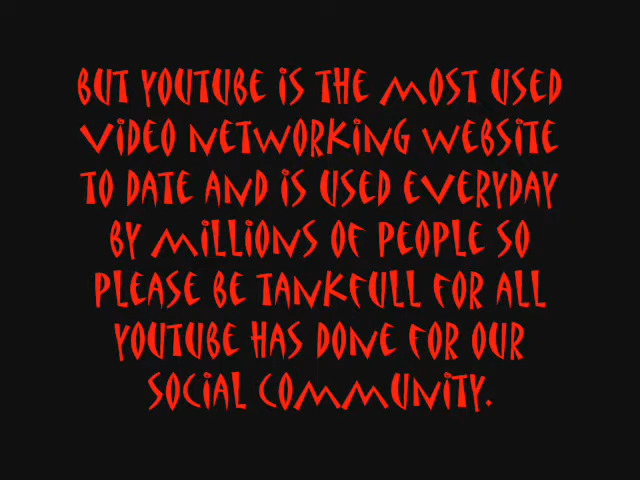 BUT YOUTUBE iS THE MOST USED
ViDEO NETWORKiNG WEBSiTE
TO DATE AND iS USED EVERYDAY
BY MiLLiONS OF PEOPLE SO
PLEASE BE TANKFULL FOR ALL
YOUTUBE HAS DONE FOR OUR
SOCiAL COMMUNiTY.